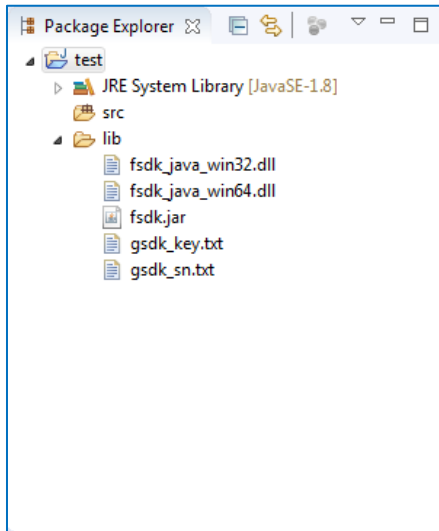 Package Explorer
test
JRE System Library [JavaSE-1.8]
src
lib
fsdk_java_win32.dll
fsdk_java_win64.dll
fsdk.jar
gsdk_key.txt
gsdk_sn.txt